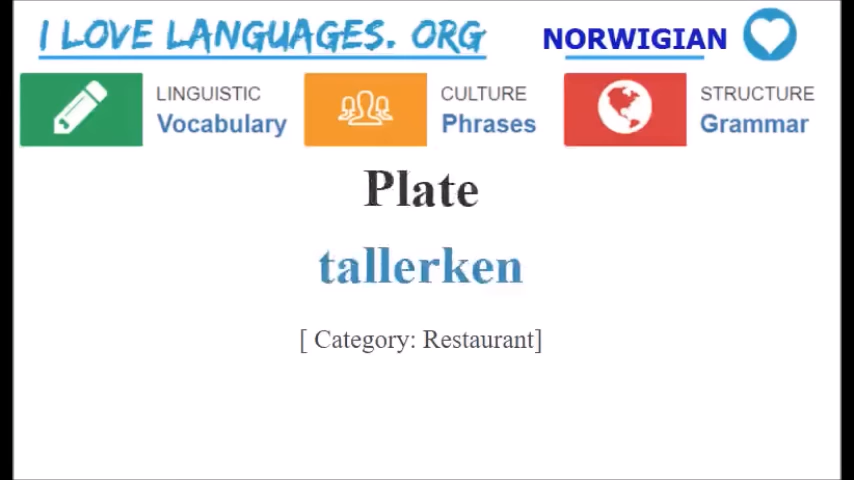 I LOVE LANGUAGES. ORG
NORWIGIAN
LINGUISTIC
Vocabulary
CULTURE
Phrases
STRUCTURE
Grammar
Plate
tallerken
[ Category: Restaurant]